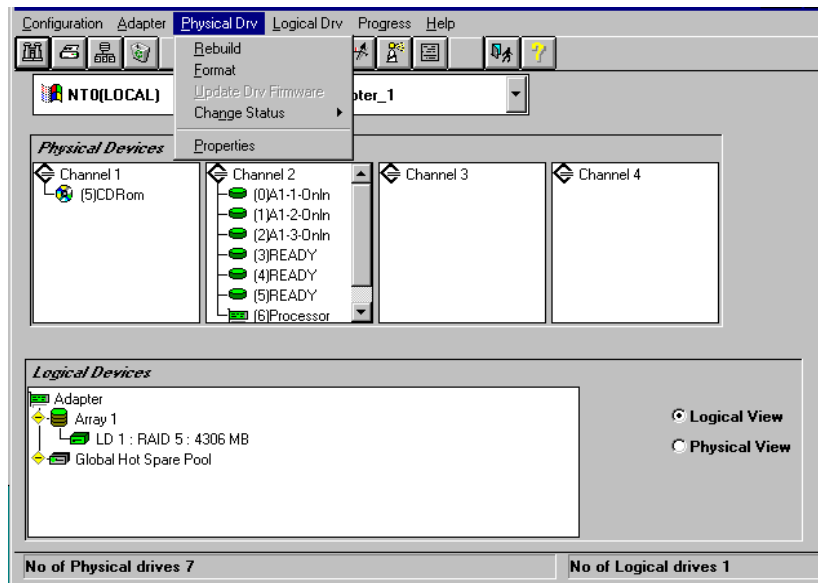 Configuration Adapter Physical Drv Logical Drv Progress Help
Rebuild
Format
Update Drv Firmware
Change Status
Properties
NT0(LOCAL)
pter_1
Physical Devices
Channel 1
(5)CDRom
Channel 2
(0)A1-1-OnIn
(1)A1-2-OnIn
(2)A1-3-OnIn
(3)READY
(4)READY
(5)READY
(6)Processor
Channel 3
Channel 4
Logical Devices
Adapter
Array 1
LD 1 : RAID 5 : 4306 MB
Global Hot Spare Pool
Logical View
Physical View
No of Physical drives 7
No of Logical drives 1